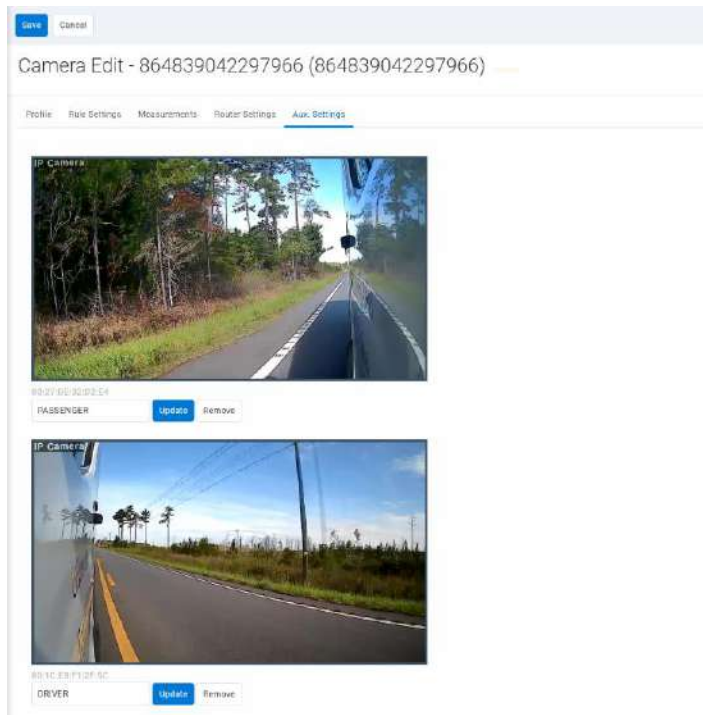 Save Cancel
Camera Edit - 864839042297966 (864839042297966)
Profile Rule Settings Measurements Router Settings Aux. Settings
IP Camera
PASSENGER Update Remove
IP Camera
DRIVER Update Remove